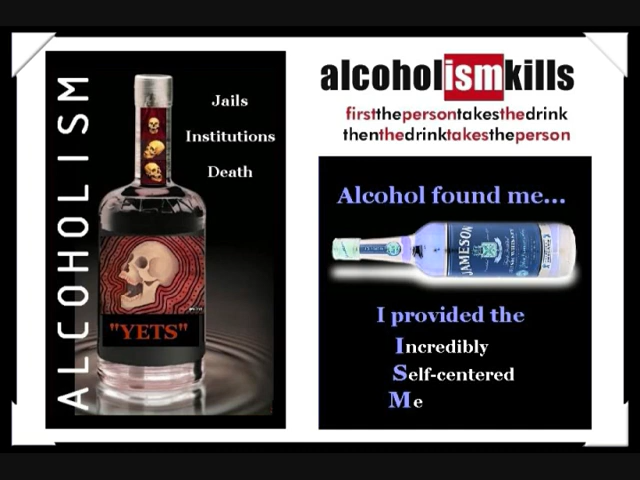 ALCOHOLISM
Jails
Institutions
Death
"YETS"
alcoholismkills
firstthepersontakesthedrink
thenthedrinktakestheperson
Alcohol found me...
JAMESON
I provided the
Incredibly
Self-centered
Me